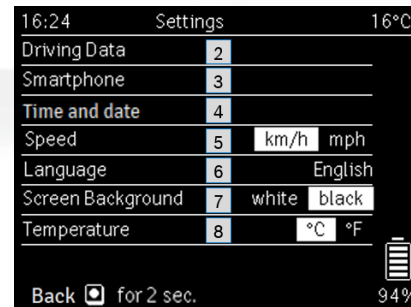 16:24 Settings 16°C
Driving Data 2
Smartphone 3
Time and date 4
Speed 5 km/h mph
Language 6 English
Screen Background 7 white black
Temperature 8 °C °F
Back for 2 sec. 94%